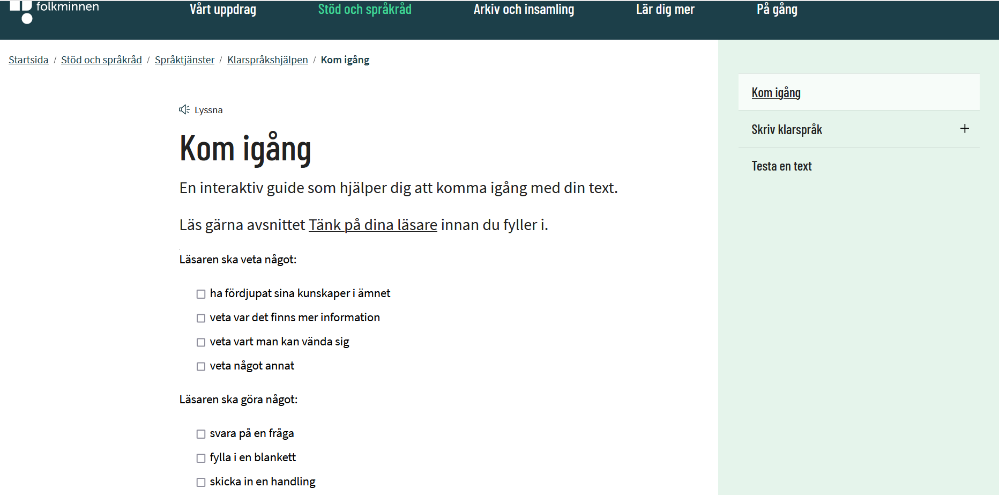 folkminnen
Vårt uppdrag
Stöd och språkråd
Arkiv och insamling
Lär dig mer
På gång
Startsida / Stöd och språkråd / Språktjänster / Klarspråkshjälpen / Kom igång
Lyssna
Kom igång
En interaktiv guide som hjälper dig att komma igång med din text.
Läs gärna avsnittet Tänk på dina läsare innan du fyller i.
Läsaren ska veta något:
ha fördjupat sina kunskaper i ämnet
veta var det finns mer information
veta vart man kan vända sig
veta något annat
Läsaren ska göra något:
svara på en fråga
fylla i en blankett
skicka in en handling
Kom igång
Skriv klarspråk +
Testa en text